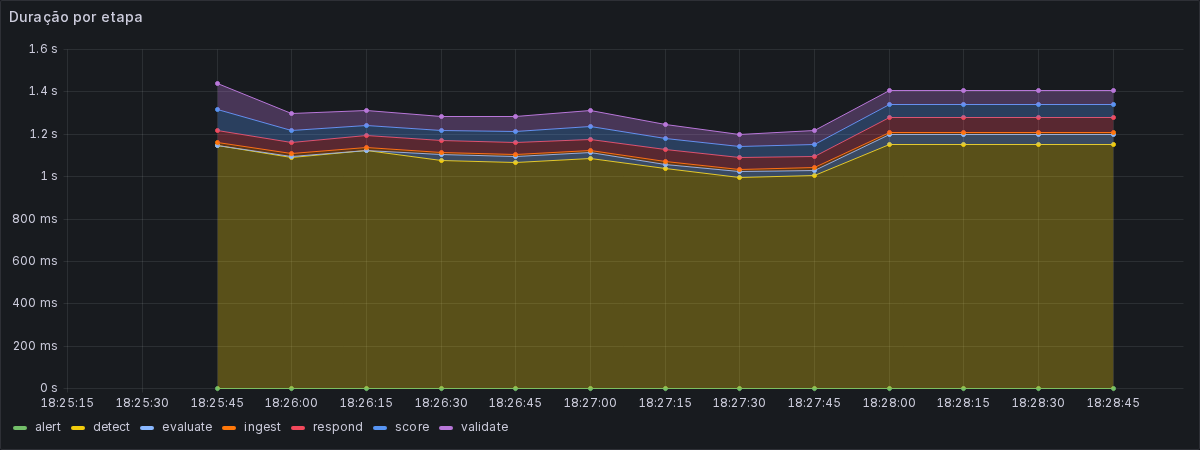 Duração por etapa
1.6 s
1.4 s
1.2 s
1 s
800 ms
600 ms
400 ms
200 ms
0 s
18:25:15 18:25:30 18:25:45 18:26:00 18:26:15 18:26:30 18:26:45 18:27:00 18:27:15 18:27:30 18:27:45 18:28:00 18:28:15 18:28:30 18:28:45
alert detect evaluate ingest respond score validate